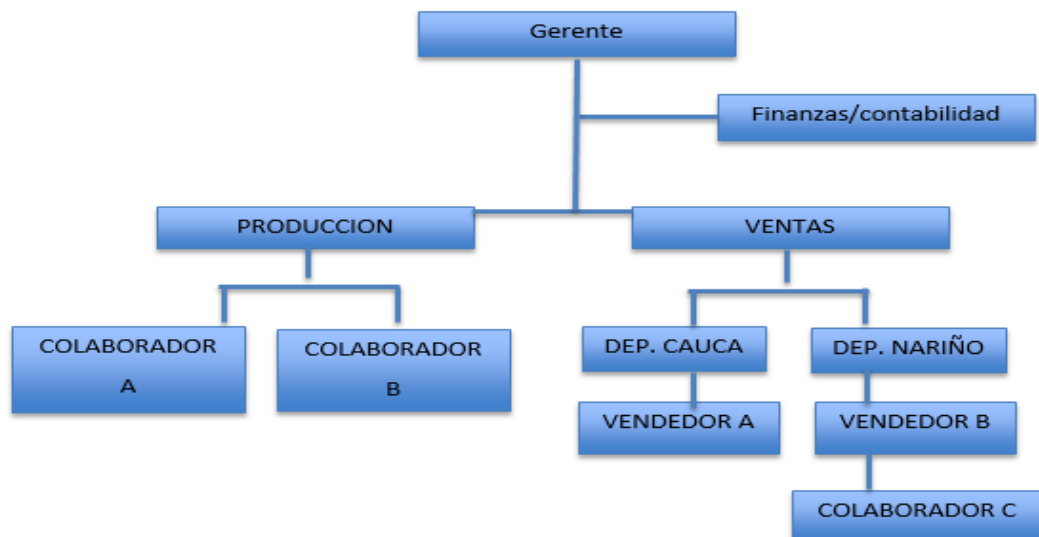 Gerente
Finanzas/contabilidad
PRODUCCION
VENTAS
COLABORADOR
A
COLABORADOR
B
DEP. CAUCA
DEP. NARIÑO
VENDEDOR A
VENDEDOR B
COLABORADOR C